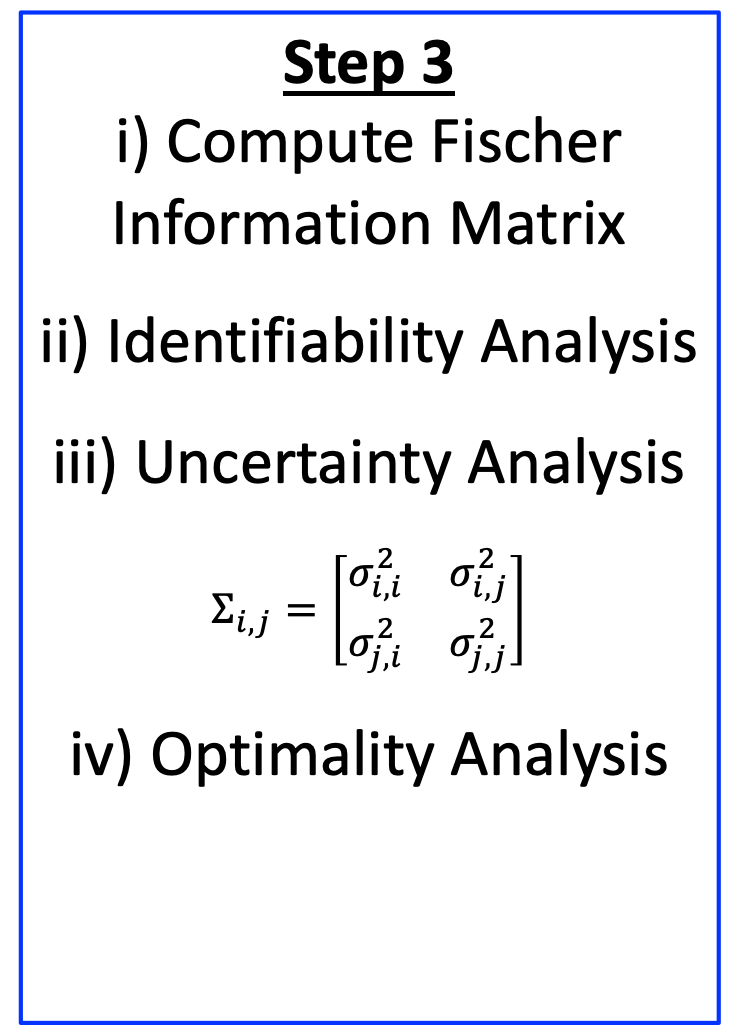 Step 3
i) Compute Fischer
Information Matrix
ii) Identifiability Analysis
iii) Uncertainty Analysis
Σ_{i,j} = [σ²_{i,i} σ²_{i,j}
σ²_{j,i} σ²_{j,j}]
iv) Optimality Analysis